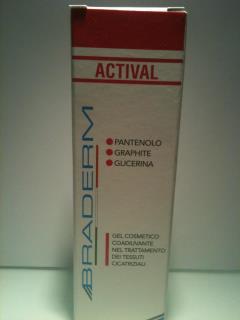 ACTIVAL
ABRADERM
PANTENOLO
GRAPHITE
GLICERINA
GEL COSMETICO
COADIUVANTE
NEL TRATTAMENTO
DEI TESSUTI
CICATRIZIALI